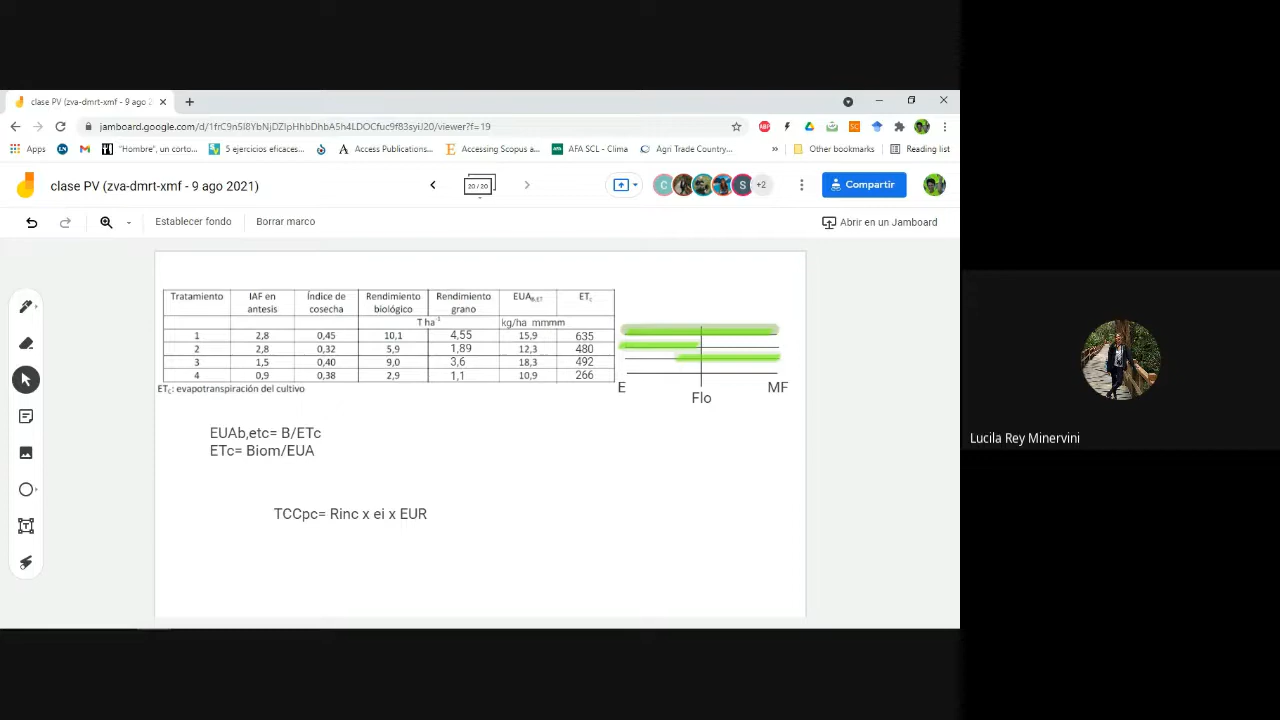 clase PV (zva-dmrt-xmf - 9 ago 2
jamboard.google.com/d/1frC9n5I8YbNjDZIpHhbDhbA5h4LDOCfuc9f83syiJ20/viewer?f=19
Apps
"Hombre", un corto...
5 ejercicios eficaces...
Access Publications...
Accessing Scopus a...
AFA SCL - Clima
Agri Trade Country...
Other bookmarks
Reading list
clase PV (zva-dmrt-xmf - 9 ago 2021)
20 / 20
C
S
+2
Compartir
Establecer fondo
Borrar marco
Abrir en un Jamboard
Tratamiento IAF en antesis Índice de cosecha Rendimiento biológico Rendimiento grano EUAB,ET ETc
T ha-1 kg/ha mmmm
1 2,8 0,45 10,1 4,55 15,9 635
2 2,8 0,32 5,9 1,89 12,3 480
3 1,5 0,40 9,0 3,6 18,3 492
4 0,9 0,38 2,9 1,1 10,9 266
ETc: evapotranspiración del cultivo
E
Flo
MF
EUAb,etc= B/ETc
ETc= Biom/EUA
TCCpc= Rinc x ei x EUR
Lucila Rey Minervini